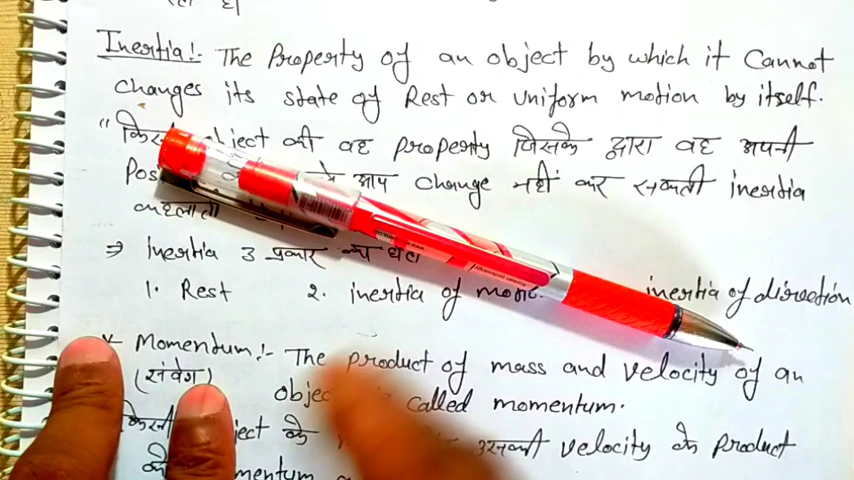 Inertia:- The Property of an object by which it Cannot
changes its state of Rest or uniform motion by itself.
object की वह property जिसके द्वारा वह अपनी
आप change नहीं कर सकती inertia
कहलाती
⇒ inertia 3 प्रकार का
1. Rest 2. inertia of inertia of direction
Momentum:- The product of mass and velocity of an
(संवेग) called momentum.
के उसकी velocity के product